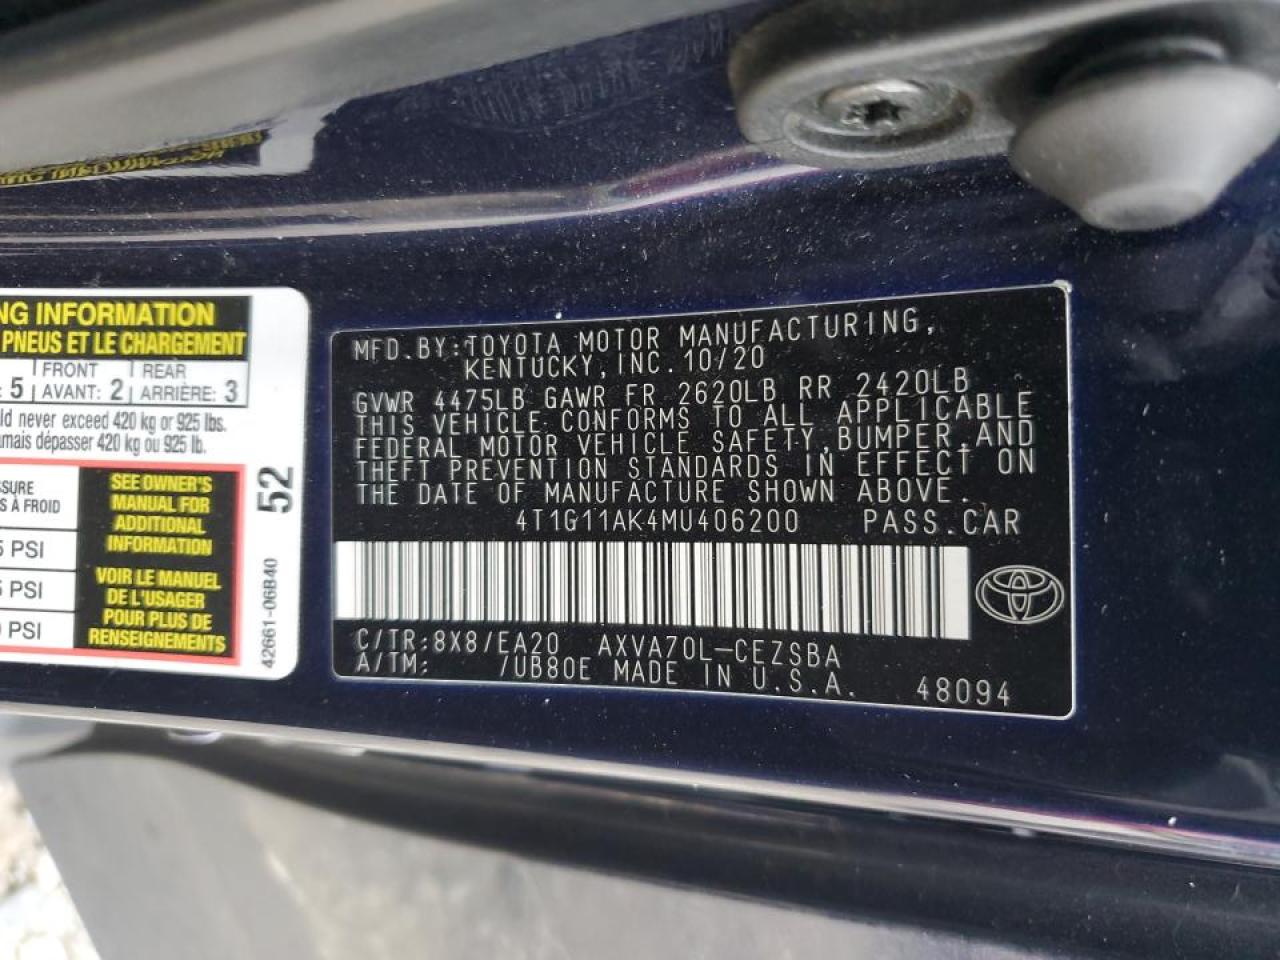 NG INFORMATION
PNEUS ET LE CHARGEMENT
FRONT REAR
: 5 AVANT: 2 ARRIÈRE: 3
never exceed 420 kg or 925 lbs.
dépasser 420 kg ou 925 lb.
À FROID
PSI
PSI
PSI
SEE OWNER'S
MANUAL FOR
ADDITIONAL
INFORMATION
VOIR LE MANUEL
DE L'USAGER
POUR PLUS DE
RENSEIGNEMENTS
52
42661-06B40
MFD. BY: TOYOTA MOTOR MANUFACTURING,
KENTUCKY, INC. 10/20
GVWR 4475LB GAWR FR 2620LB RR 2420LB
THIS VEHICLE CONFORMS TO ALL APPLICABLE
FEDERAL MOTOR VEHICLE SAFETY, BUMPER, AND
THEFT PREVENTION STANDARDS IN EFFECT ON
THE DATE OF MANUFACTURE SHOWN ABOVE.
4T1G11AK4MU406200 PASS. CAR
C/TR: 8X8/EA20 AXVA70L-CEZSBA
A/TM: /UB80E MADE IN U.S.A.
48094